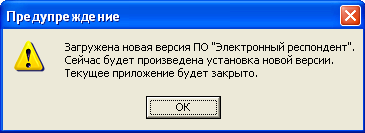 Предупреждение
Загружена новая версия ПО "Электронный респондент".
Сейчас будет произведена установка новой версии.
Текущее приложение будет закрыто.
OK